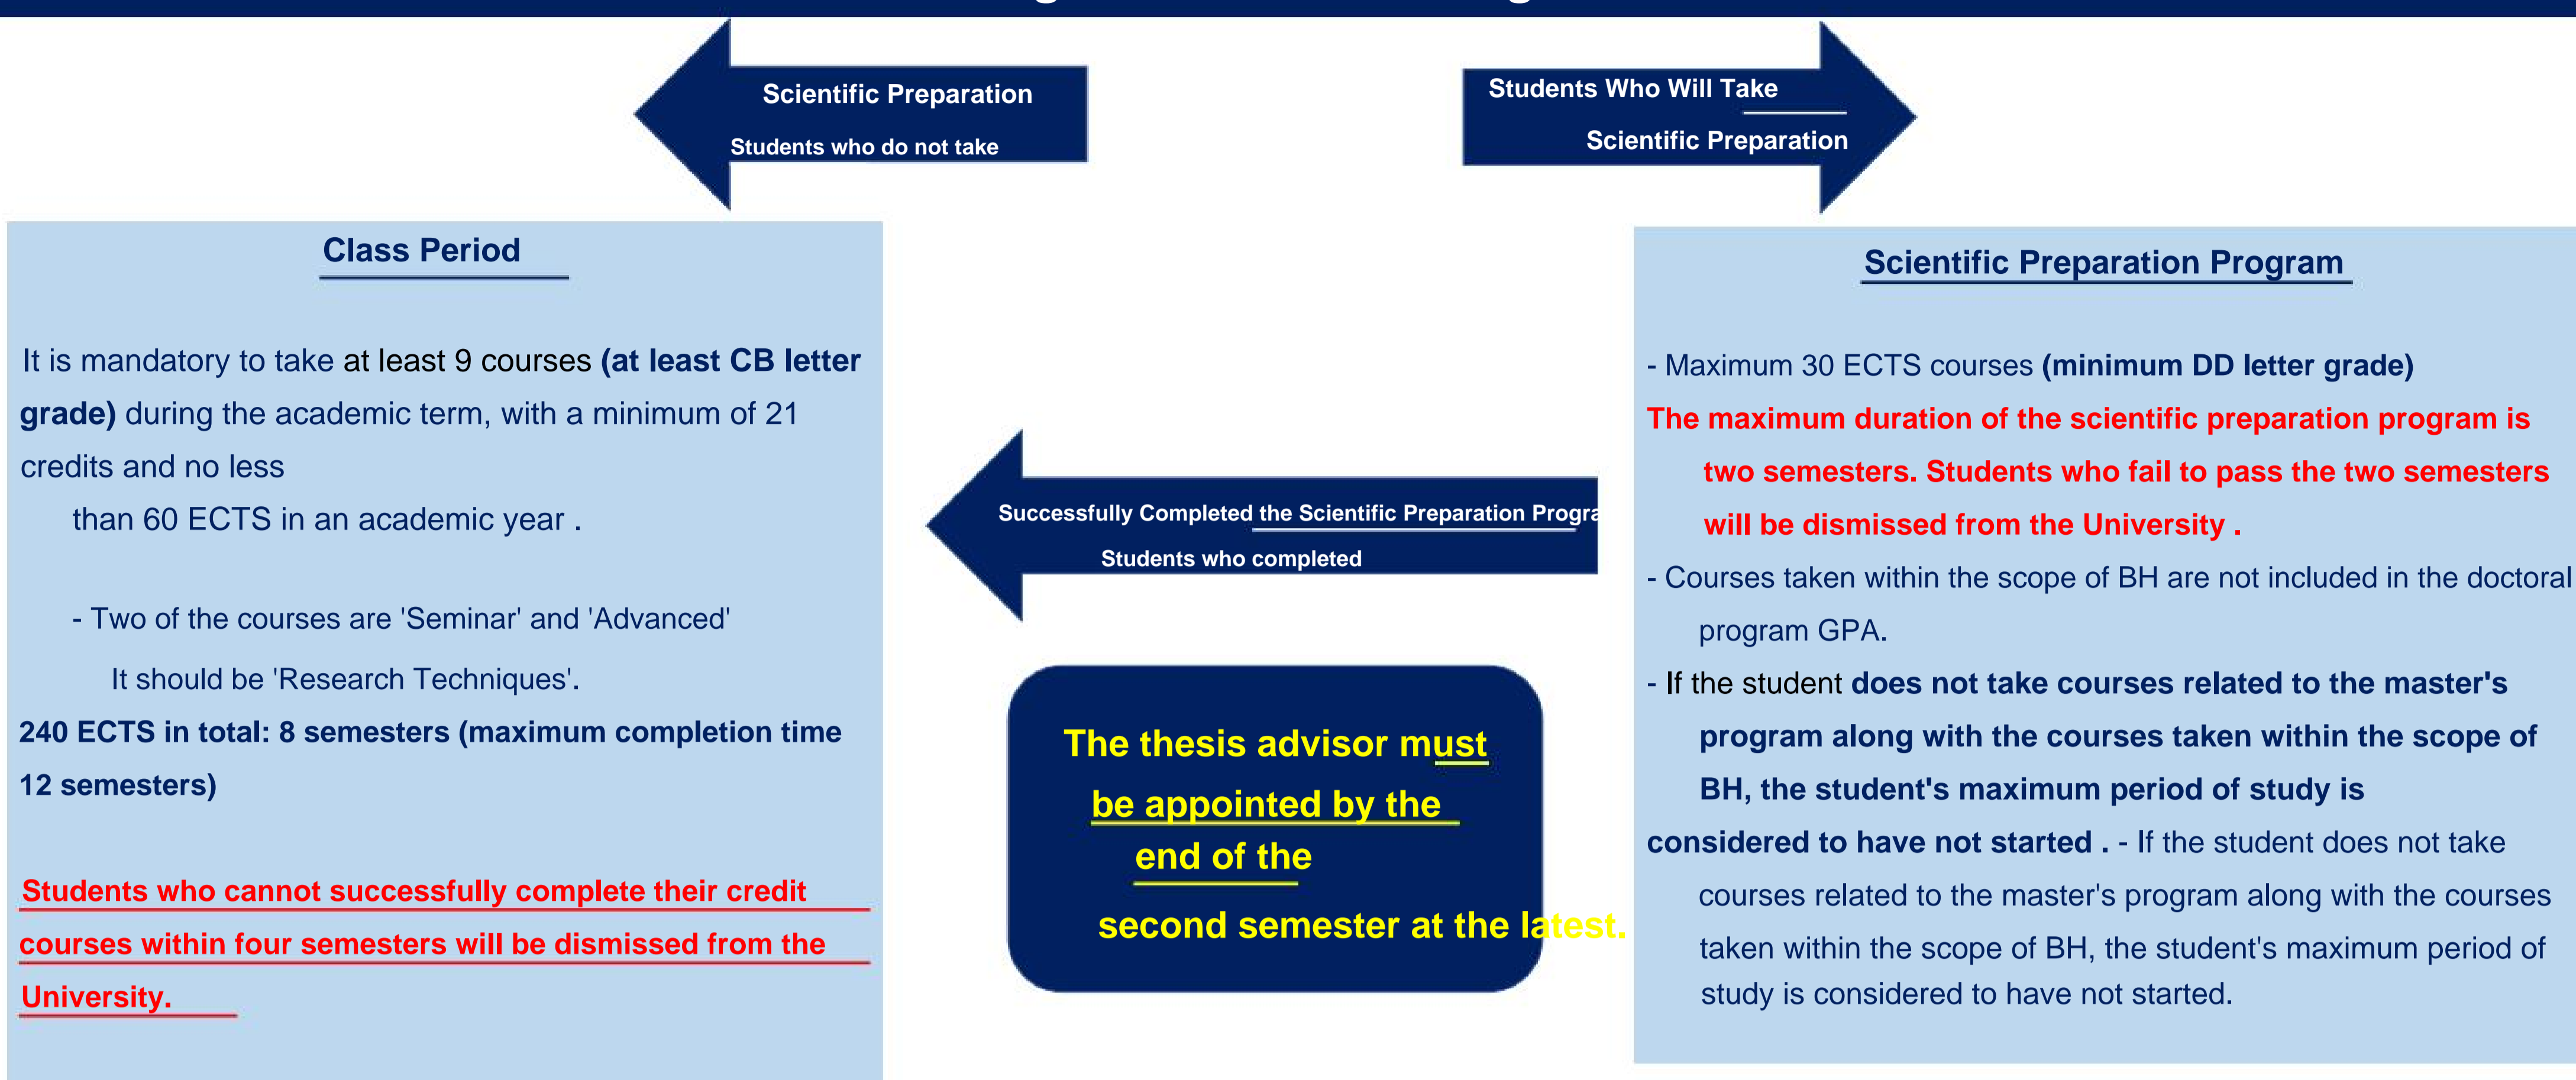 Scientific Preparation
Students who do not take
Students Who Will Take
Scientific Preparation
Class Period
It is mandatory to take at least 9 courses (at least CB letter
grade) during the academic term, with a minimum of 21
credits and no less
than 60 ECTS in an academic year .
- Two of the courses are 'Seminar' and 'Advanced'
It should be 'Research Techniques'.
240 ECTS in total: 8 semesters (maximum completion time
12 semesters)
Students who cannot successfully complete their credit
courses within four semesters will be dismissed from the
University.
Successfully Completed the Scientific Preparation Progra
Students who completed
The thesis advisor must
be appointed by the
end of the
second semester at the latest.
Scientific Preparation Program
- Maximum 30 ECTS courses (minimum DD letter grade)
The maximum duration of the scientific preparation program is
two semesters. Students who fail to pass the two semesters
will be dismissed from the University .
- Courses taken within the scope of BH are not included in the doctoral
program GPA.
- If the student does not take courses related to the master's
program along with the courses taken within the scope of
BH, the student's maximum period of study is
considered to have not started . - If the student does not take
courses related to the master's program along with the courses
taken within the scope of BH, the student's maximum period of
study is considered to have not started.